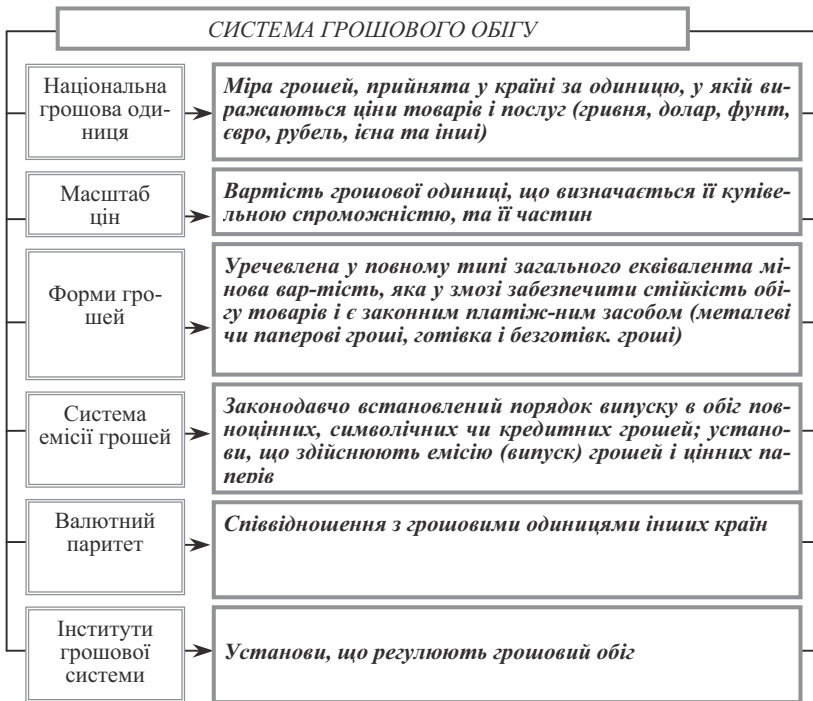 СИСТЕМА ГРОШОВОГО ОБІГУ
Національна
грошова оди-
ниця
Міра грошей, прийнята у країні за одиницю, у якій ви-
ражаються ціни товарів і послуг (гривня, долар, фунт,
євро, рубель, ієна та інші)
Масштаб
цін
Вартість грошової одиниці, що визначається її купіве-
льною спроможністю, та її частин
Форми гро-
шей
Уречевлена у повному типі загального еквівалента мі-
нова вар-тість, яка у змозі забезпечити стійкість обі-
гу товарів і є законним платіж-ним засобом (металеві
чи паперові гроші, готівка і безготівк. гроші)
Система
емісії грошей
Законодавчо встановлений порядок випуску в обіг пов-
ноцінних, символічних чи кредитних грошей; устано-
ви, що здійснюють емісію (випуск) грошей і цінних па-
перів
Валютний
паритет
Співвідношення з грошовими одиницями інших країн
Інститути
грошової
системи
Установи, що регулюють грошовий обіг